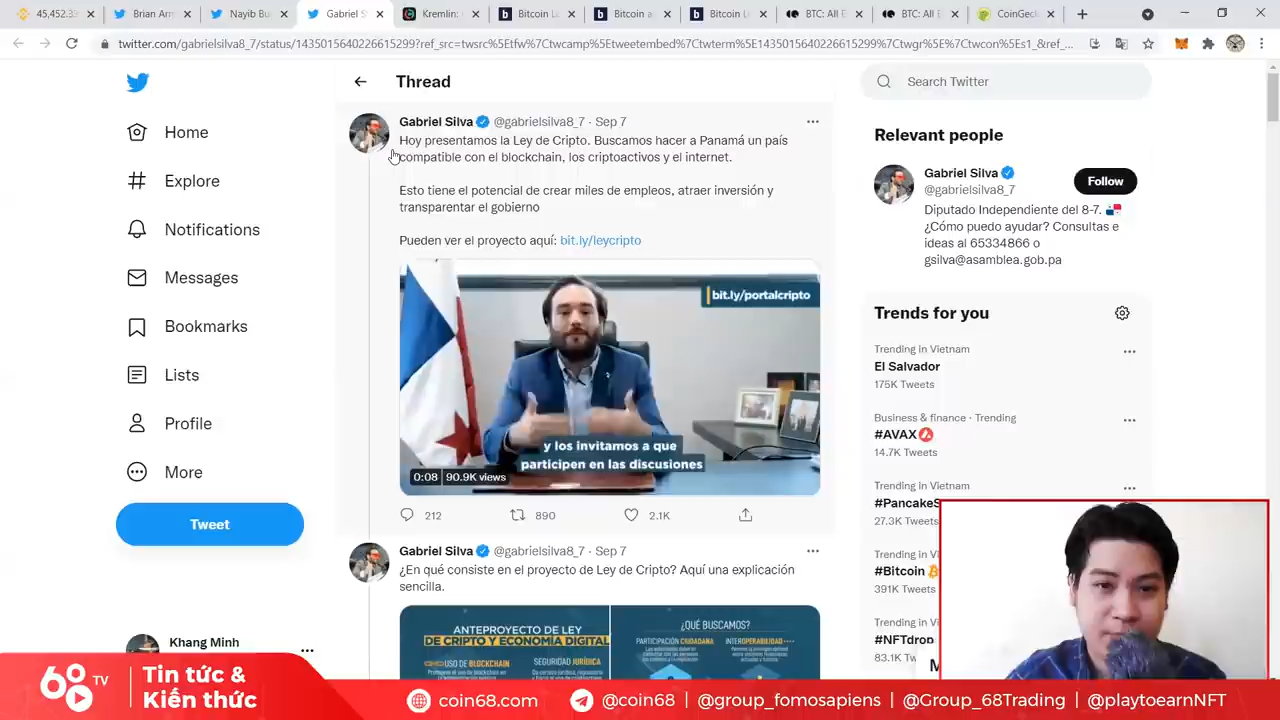 45,452.33
Brian Arm
Nayib Bu
Gabriel S
Kremlin:
Bitcoin Lo
Bitcoin a
Bitcoin Li
BTC: All E
BTC: All E
CoinGeck
twitter.com/gabrielsilva8_7/status/1435015640226615299?ref_src=twsrc%5Etfw%7Ctwcamp%5Etweetembed%7Ctwterm%5E1435015640226615299%7Ctwgr%5E%7Ctwcon%5Es1_&ref_...
Home
Explore
Notifications
Messages
Bookmarks
Lists
Profile
More
Tweet
Khang Minh
Thread
Gabriel Silva @gabrielsilva8_7 · Sep 7
Hoy presentamos la Ley de Cripto. Buscamos hacer a Panamá un país
compatible con el blockchain, los criptoactivos y el internet.
Esto tiene el potencial de crear miles de empleos, atraer inversión y
transparentar el gobierno
Pueden ver el proyecto aquí: bit.ly/leycripto
bit.ly/portalcripto
y los invitamos a que
participen en las discusiones
0:08 90.9K views
212 890 2.1K
Gabriel Silva @gabrielsilva8_7 · Sep 7
¿En qué consiste en el proyecto de Ley de Cripto? Aquí una explicación
sencilla.
ANTEPROYECTO DE LEY
DE CRIPTO Y ECONOMÍA DIGITAL
USO DE BLOCKCHAIN
SEGURIDAD JURÍDICA
¿QUÉ BUSCAMOS?
PARTICIPACIÓN CIUDADANA
INTEROPERABILIDAD
Search Twitter
Relevant people
Gabriel Silva
@gabrielsilva8_7
Follow
Diputado Independiente del 8-7.
¿Cómo puedo ayudar? Consultas e
ideas al 65334866 o
gsilva@asamblea.gob.pa
Trends for you
Trending in Vietnam
El Salvador
175K Tweets
Business & finance · Trending
#AVAX
14.7K Tweets
Trending in Vietnam
#PancakeS
27.3K Tweets
Trending in Vi
#Bitcoin
391K Tweets
Trending in Vi
#NFTdrop
83.1K Tweets
68 TV
Tin tức &
Kiến thức
coin68.com
@coin68 | @group_fomosapiens | @Group_68Trading | @playtoearnNFT